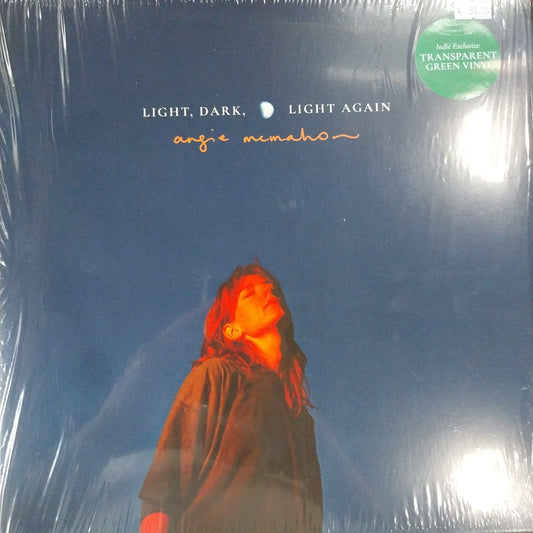 Indie Exclusive
TRANSPARENT
GREEN VINYL
LIGHT, DARK, LIGHT AGAIN
angie mcmahon